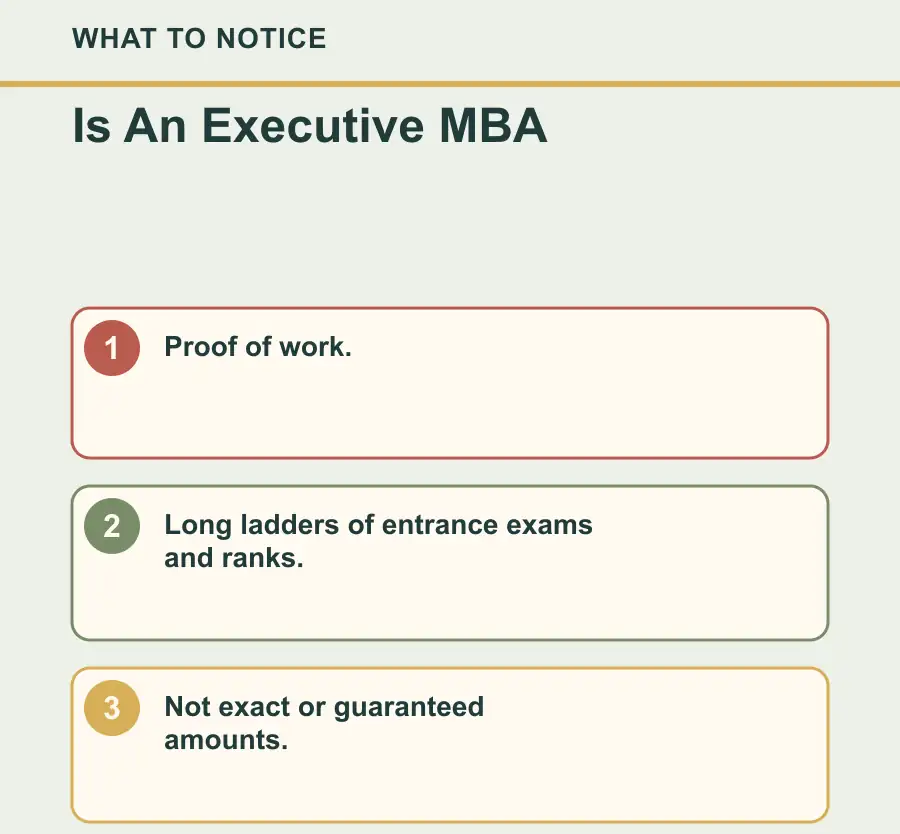 WHAT TO NOTICE
Is An Executive MBA
1
Proof of work.
2
Long ladders of entrance exams
and ranks.
3
Not exact or guaranteed
amounts.